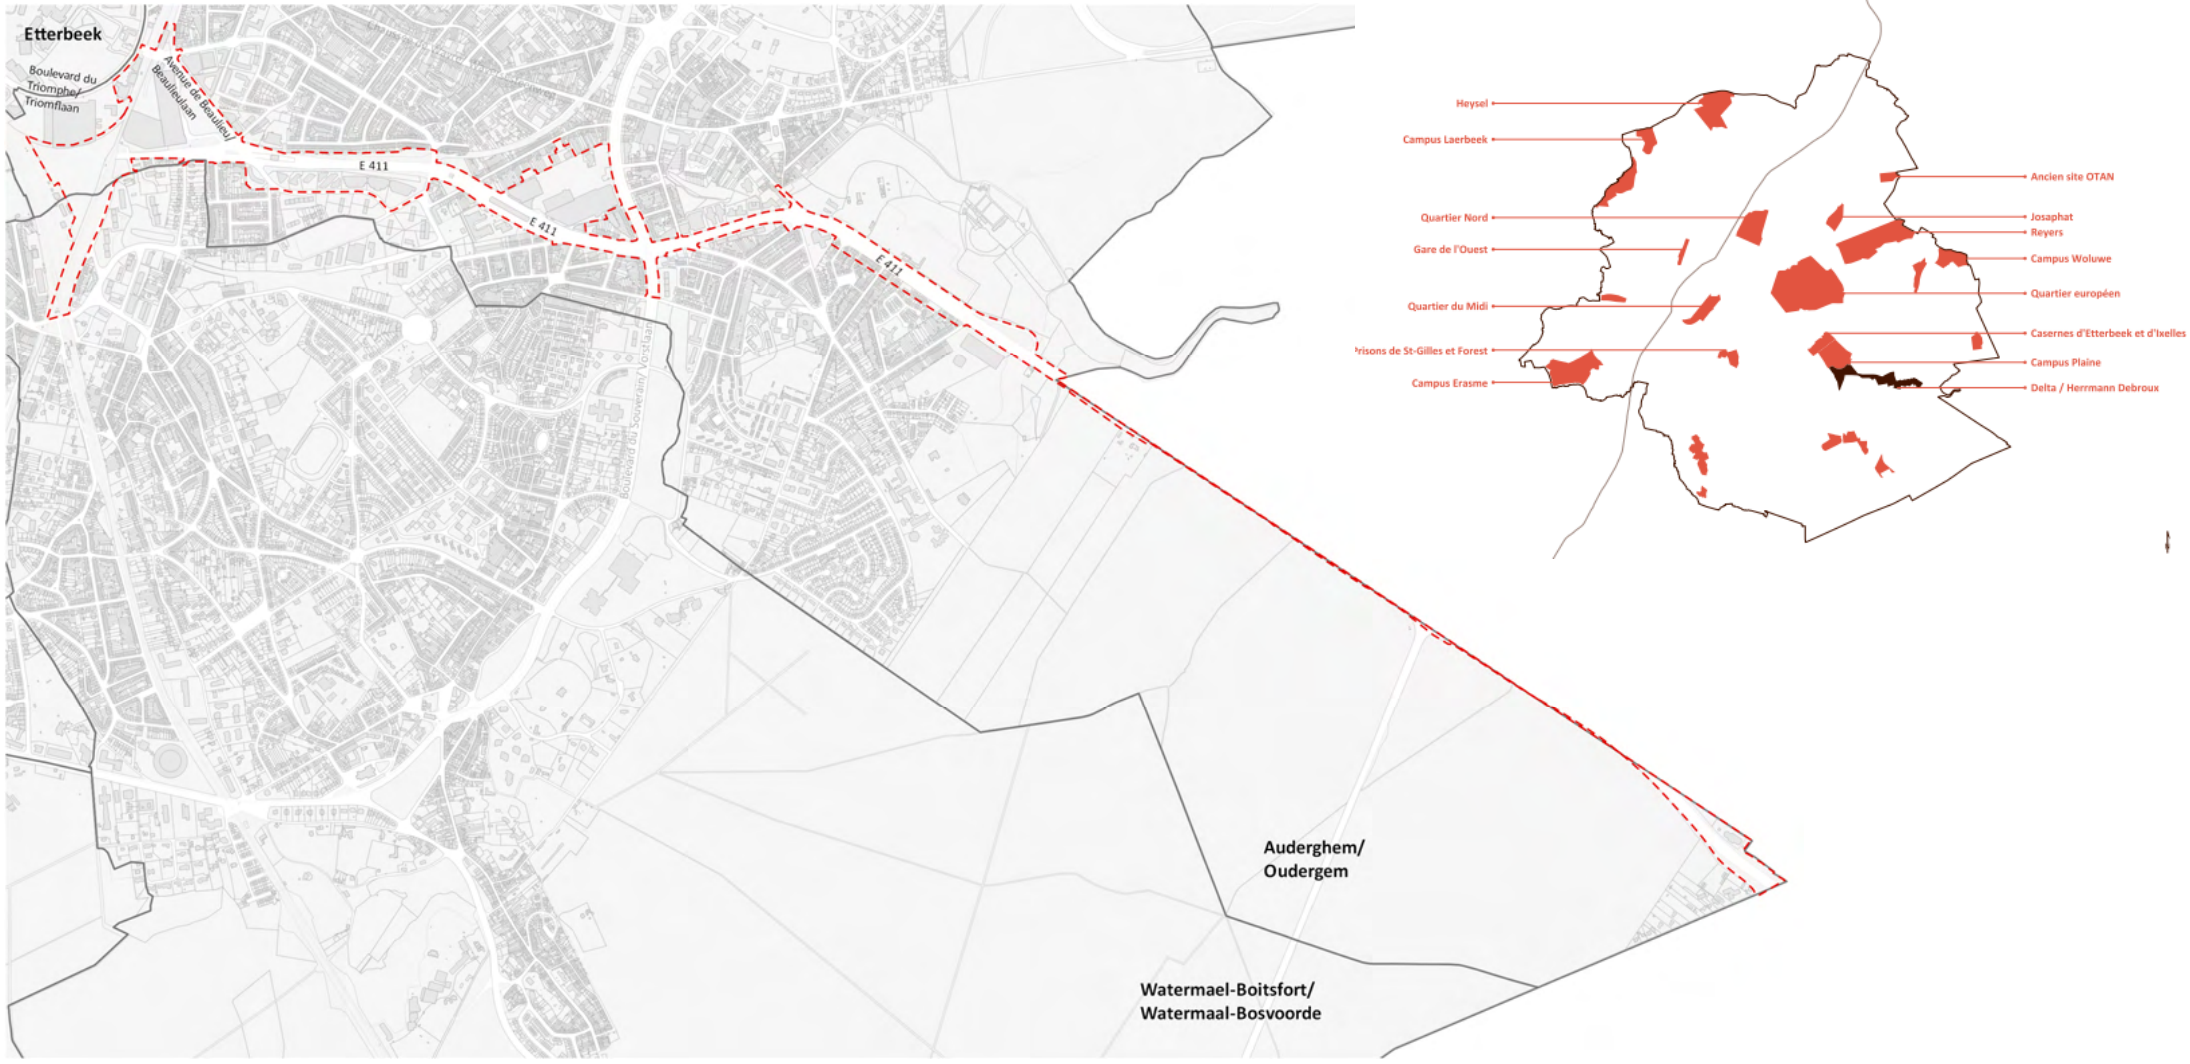 Etterbeek
Boulevard du
Triomphe/
Triomflaan
Avenue de Beaulieu/
Beaulieulaan
E 411
E 411
E 411
Boulevard du Souverain/Vorstlaan
Auderghem/
Oudergem
Watermael-Boitsfort/
Watermaal-Bosvoorde
Heysel
Campus Laerbeek
Quartier Nord
Gare de l'Ouest
Quartier du Midi
risons de St-Gilles et Forest
Campus Erasme
Ancien site OTAN
Josaphat
Reyers
Campus Woluwe
Quartier européen
Casernes d'Etterbeek et d'Ixelles
Campus Plaine
Delta / Herrmann Debroux